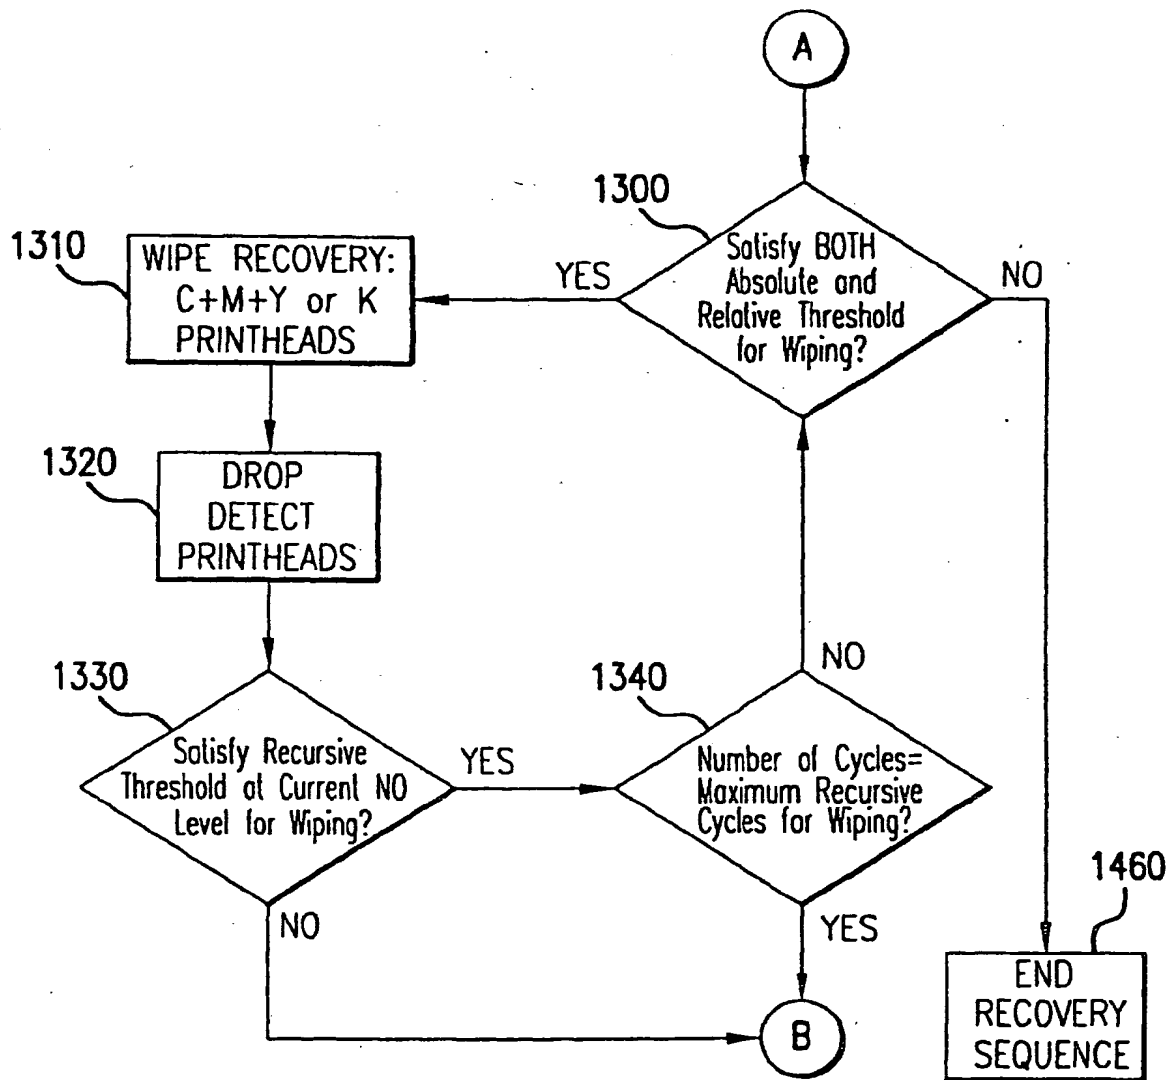 A
1300
Satisfy BOTH
Absolute and
Relative Threshold
for Wiping?
YES
NO
1310
WIPE RECOVERY:
C+M+Y or K
PRINTHEADS
1320
DROP
DETECT
PRINTHEADS
1330
Satisfy Recursive
Threshold at Current NO
Level for Wiping?
YES
NO
1340
Number of Cycles=
Maximum Recursive
Cycles for Wiping?
NO
YES
B
1460
END
RECOVERY
SEQUENCE